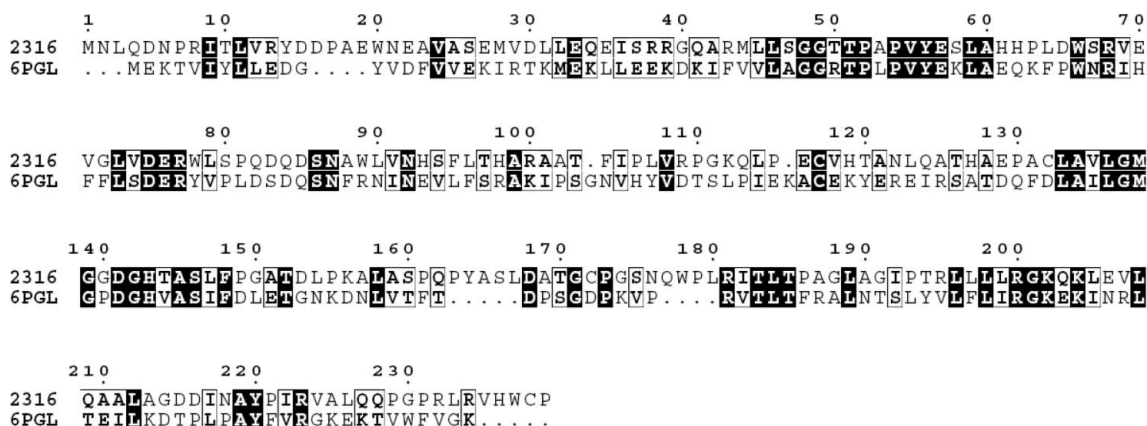 1 10 20 30 40 50 60 70
2316 MNLQDNPRITLVRYDDPAEWNEAVASEMVDLLEQEISRRGQARMLLSGGTTPAPVYESLAHHPLDWSRVE
6PGL ...MEKTVIYLLEDG....YVDFVVEKIRTKMEKLLEEKDKIFVVLAGGRTPLPVYEKLAEQKFPWNRIH
80 90 100 110 120 130
2316 VGLVDERWLSPQDQDSNAWLVNHSFLTHARAAT.FIPLVRPGKQLP.ECVHTANLQATHAEPACLAVLGM
6PGL FFLSDERYVPLDSDQSNFRNINEVLFSRAKIPSGNVHYVDTSLPIEKACEKYEREIRSATDQFDLAILGM
140 150 160 170 180 190 200
2316 GGDGHTASLFPGATDLPKALASPQPYASLDATGCPGSNQWPLRITLTPAGLAGIPTRLLLLRGKQKLEVL
6PGL GPDGHVASIFDLETGNKDNLVTFT.....DPSGDPKVP....RVTLTFRALNTSLYVLFLIRGKEKINRL
210 220 230
2316 QAALAGDDINAYPIRVALQQPGPRLRVHWCP
6PGL TEILKDTPLPAYFVRGKEKTVWFVGK.....